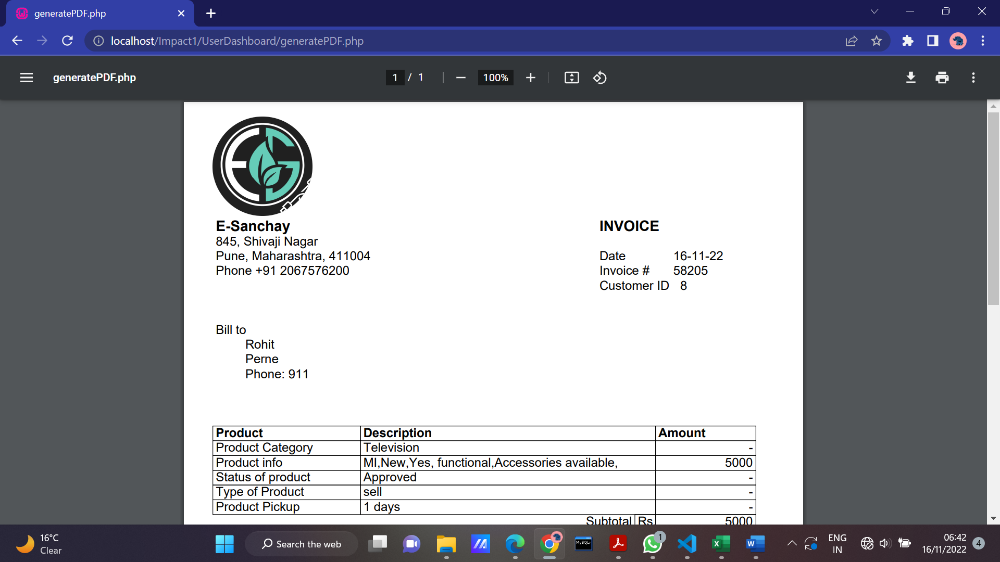 generatePDF.php
localhost/Impact1/UserDashboard/generatePDF.php
generatePDF.php
1 / 1
100%
E-Sanchay
845, Shivaji Nagar
Pune, Maharashtra, 411004
Phone +91 2067576200
INVOICE
Date 16-11-22
Invoice # 58205
Customer ID 8
Bill to
Rohit
Perne
Phone: 911
Product Description Amount
Product Category Television -
Product info MI,New,Yes, functional,Accessories available, 5000
Status of product Approved -
Type of Product sell -
Product Pickup 1 days -
Subtotal Rs 5000
16°C
Clear
Search the web
MySQL>
1
ENG
IN
06:42
16/11/2022
4